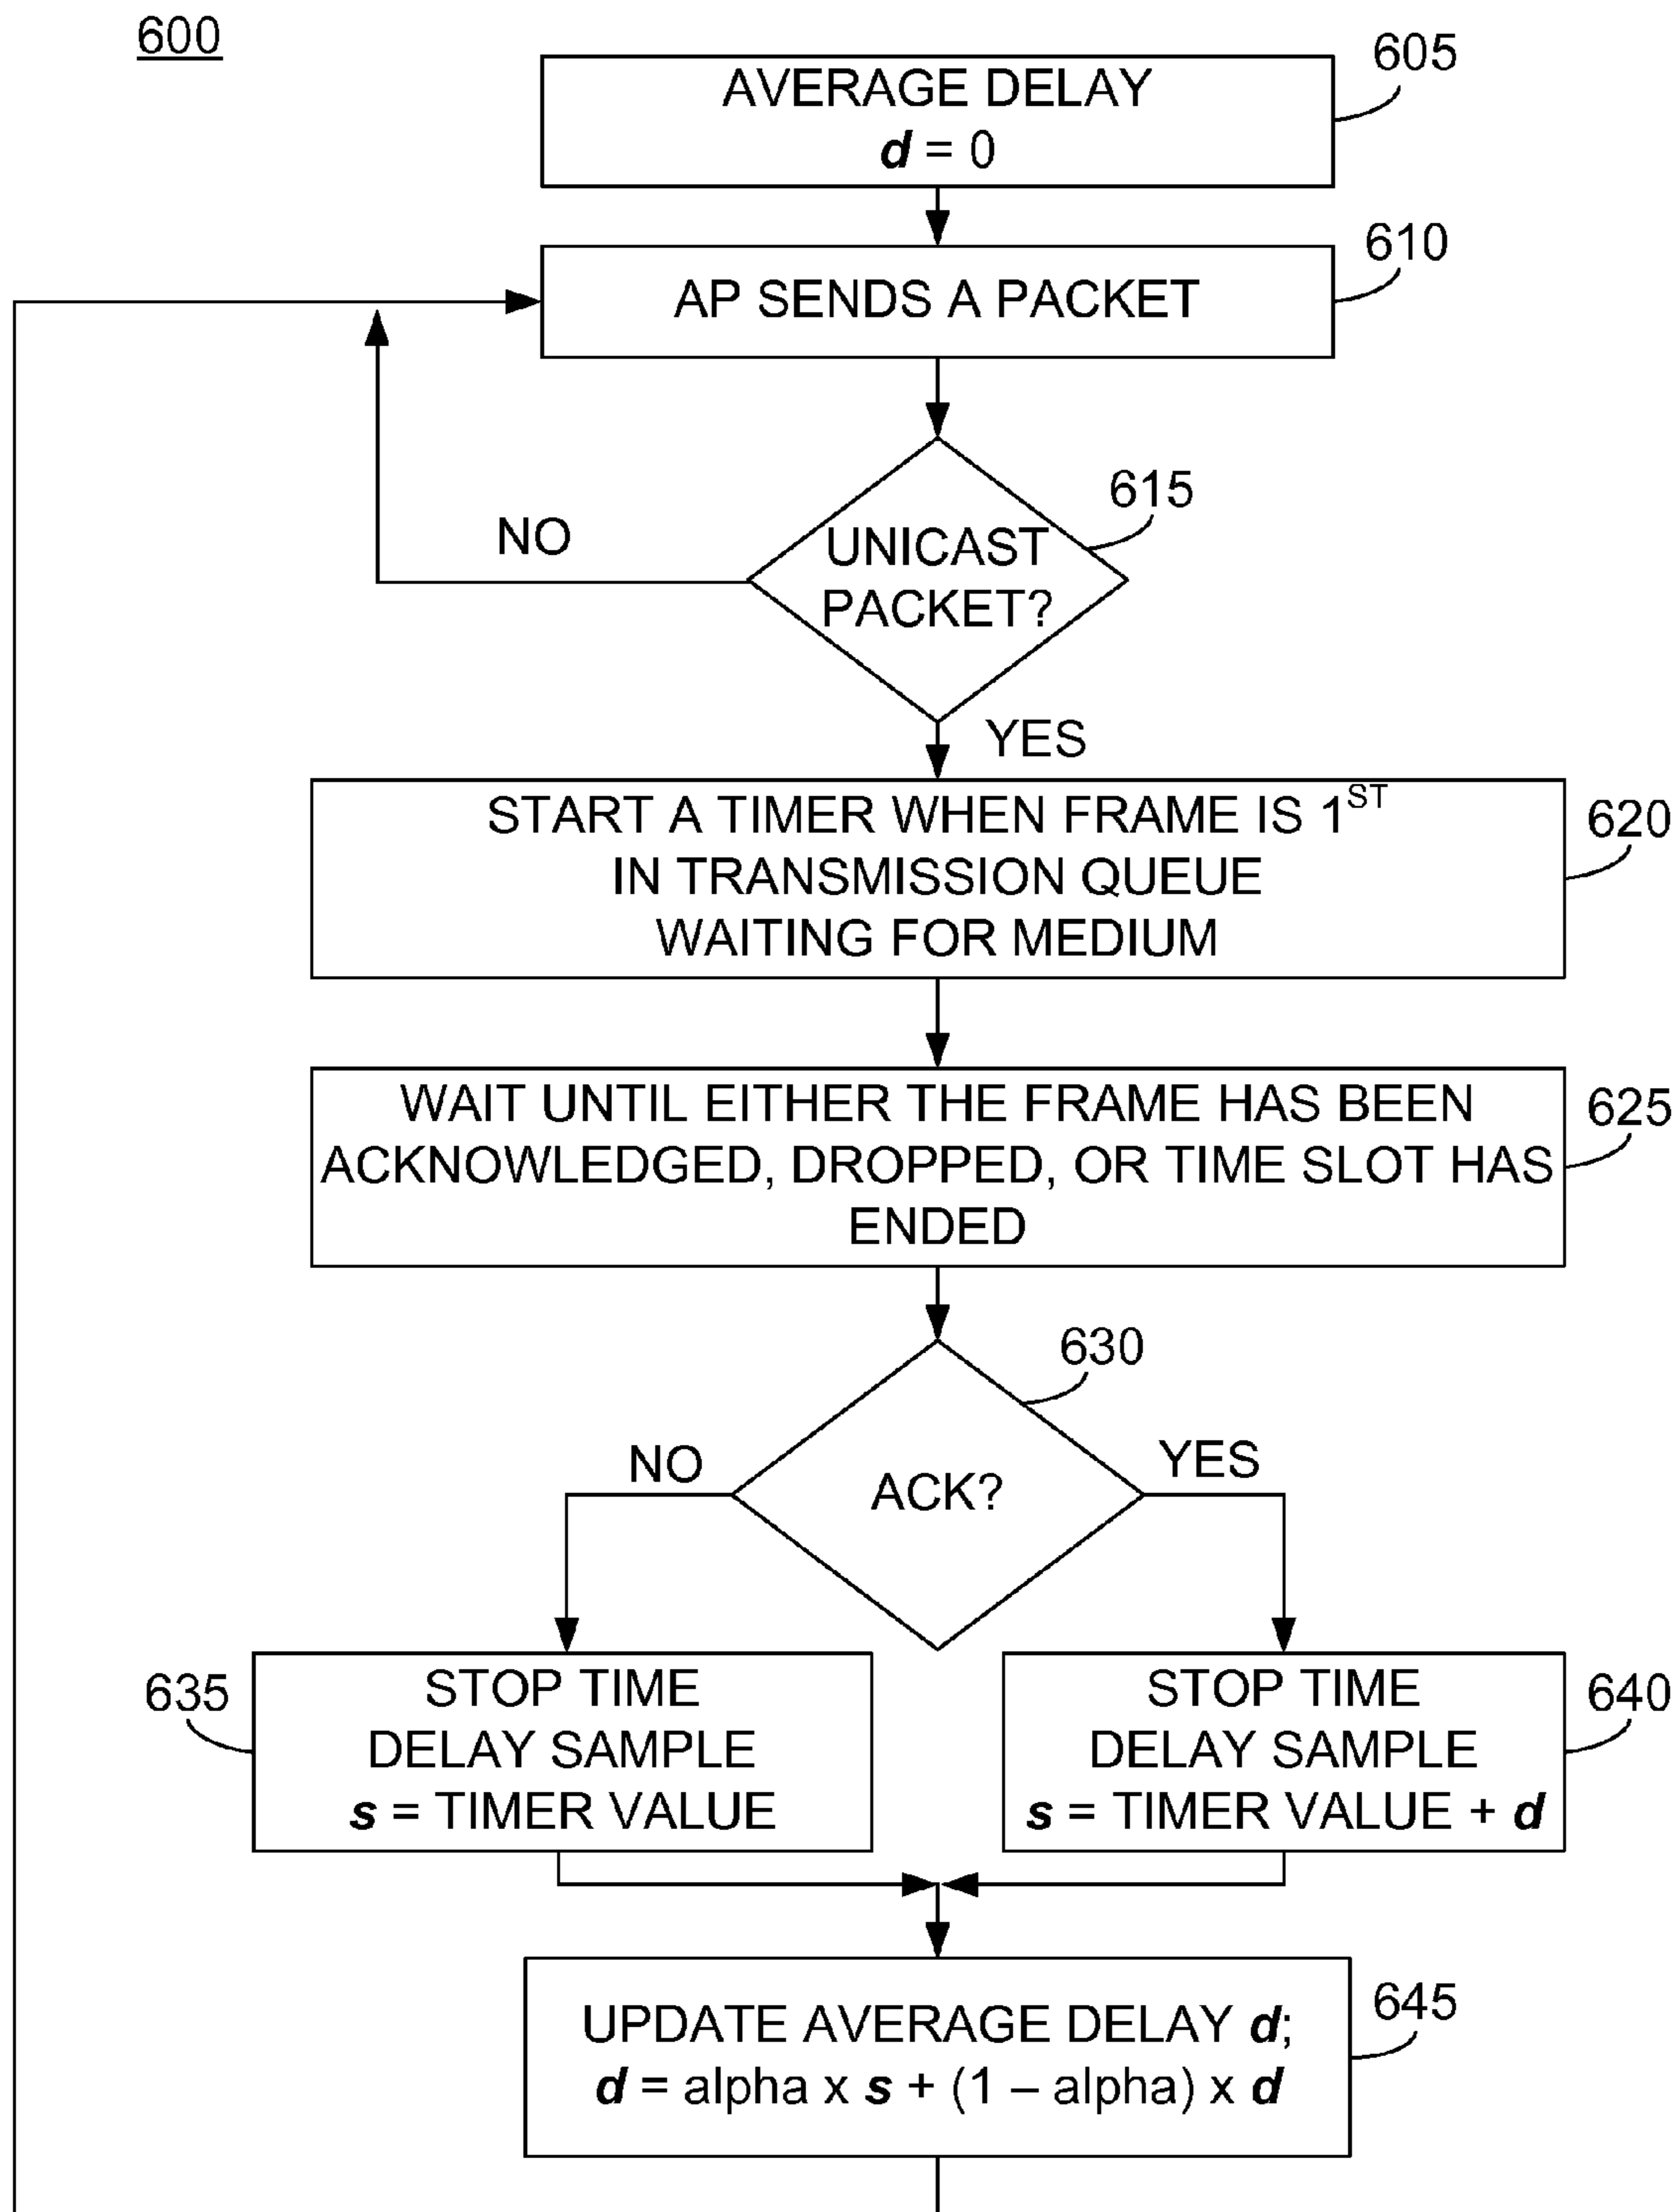 600
AVERAGE DELAY
d = 0
605
AP SENDS A PACKET
610
UNICAST
PACKET?
615
NO
YES
START A TIMER WHEN FRAME IS 1ST
IN TRANSMISSION QUEUE
WAITING FOR MEDIUM
620
WAIT UNTIL EITHER THE FRAME HAS BEEN
ACKNOWLEDGED, DROPPED, OR TIME SLOT HAS
ENDED
625
ACK?
630
NO
YES
STOP TIME
DELAY SAMPLE
s = TIMER VALUE
635
STOP TIME
DELAY SAMPLE
s = TIMER VALUE + d
640
UPDATE AVERAGE DELAY d;
d = alpha x s + (1 – alpha) x d
645